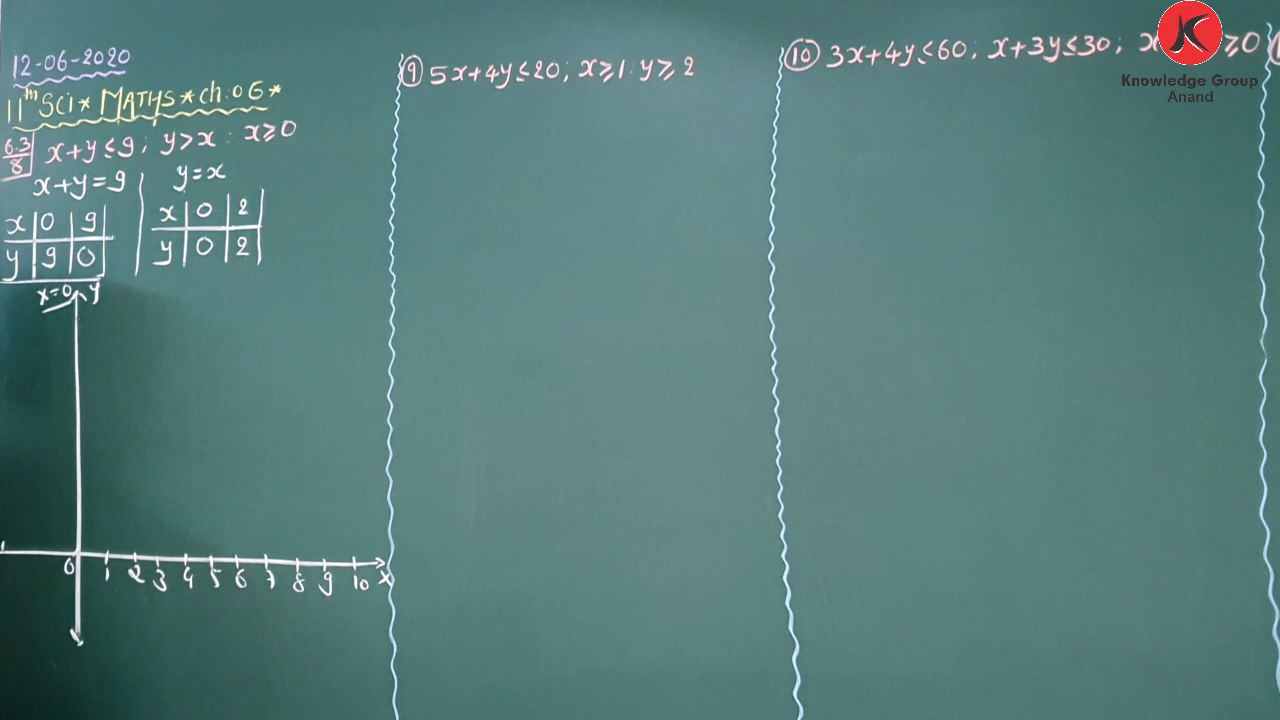 12-06-2020
11th SCI * MATHS * Ch:06 *
6.3/8 x+y≤9; y>x : x≥0
x+y=9
x 0 9
y 9 0
y=x
x 0 2
y 0 2
x=0 y
0 1 2 3 4 5 6 7 8 9 10 x
9 5x+4y≤20; x≥1: y≥2
10 3x+4y≤60; x+3y≤30; x ≥0
K
Knowledge Group
Anand